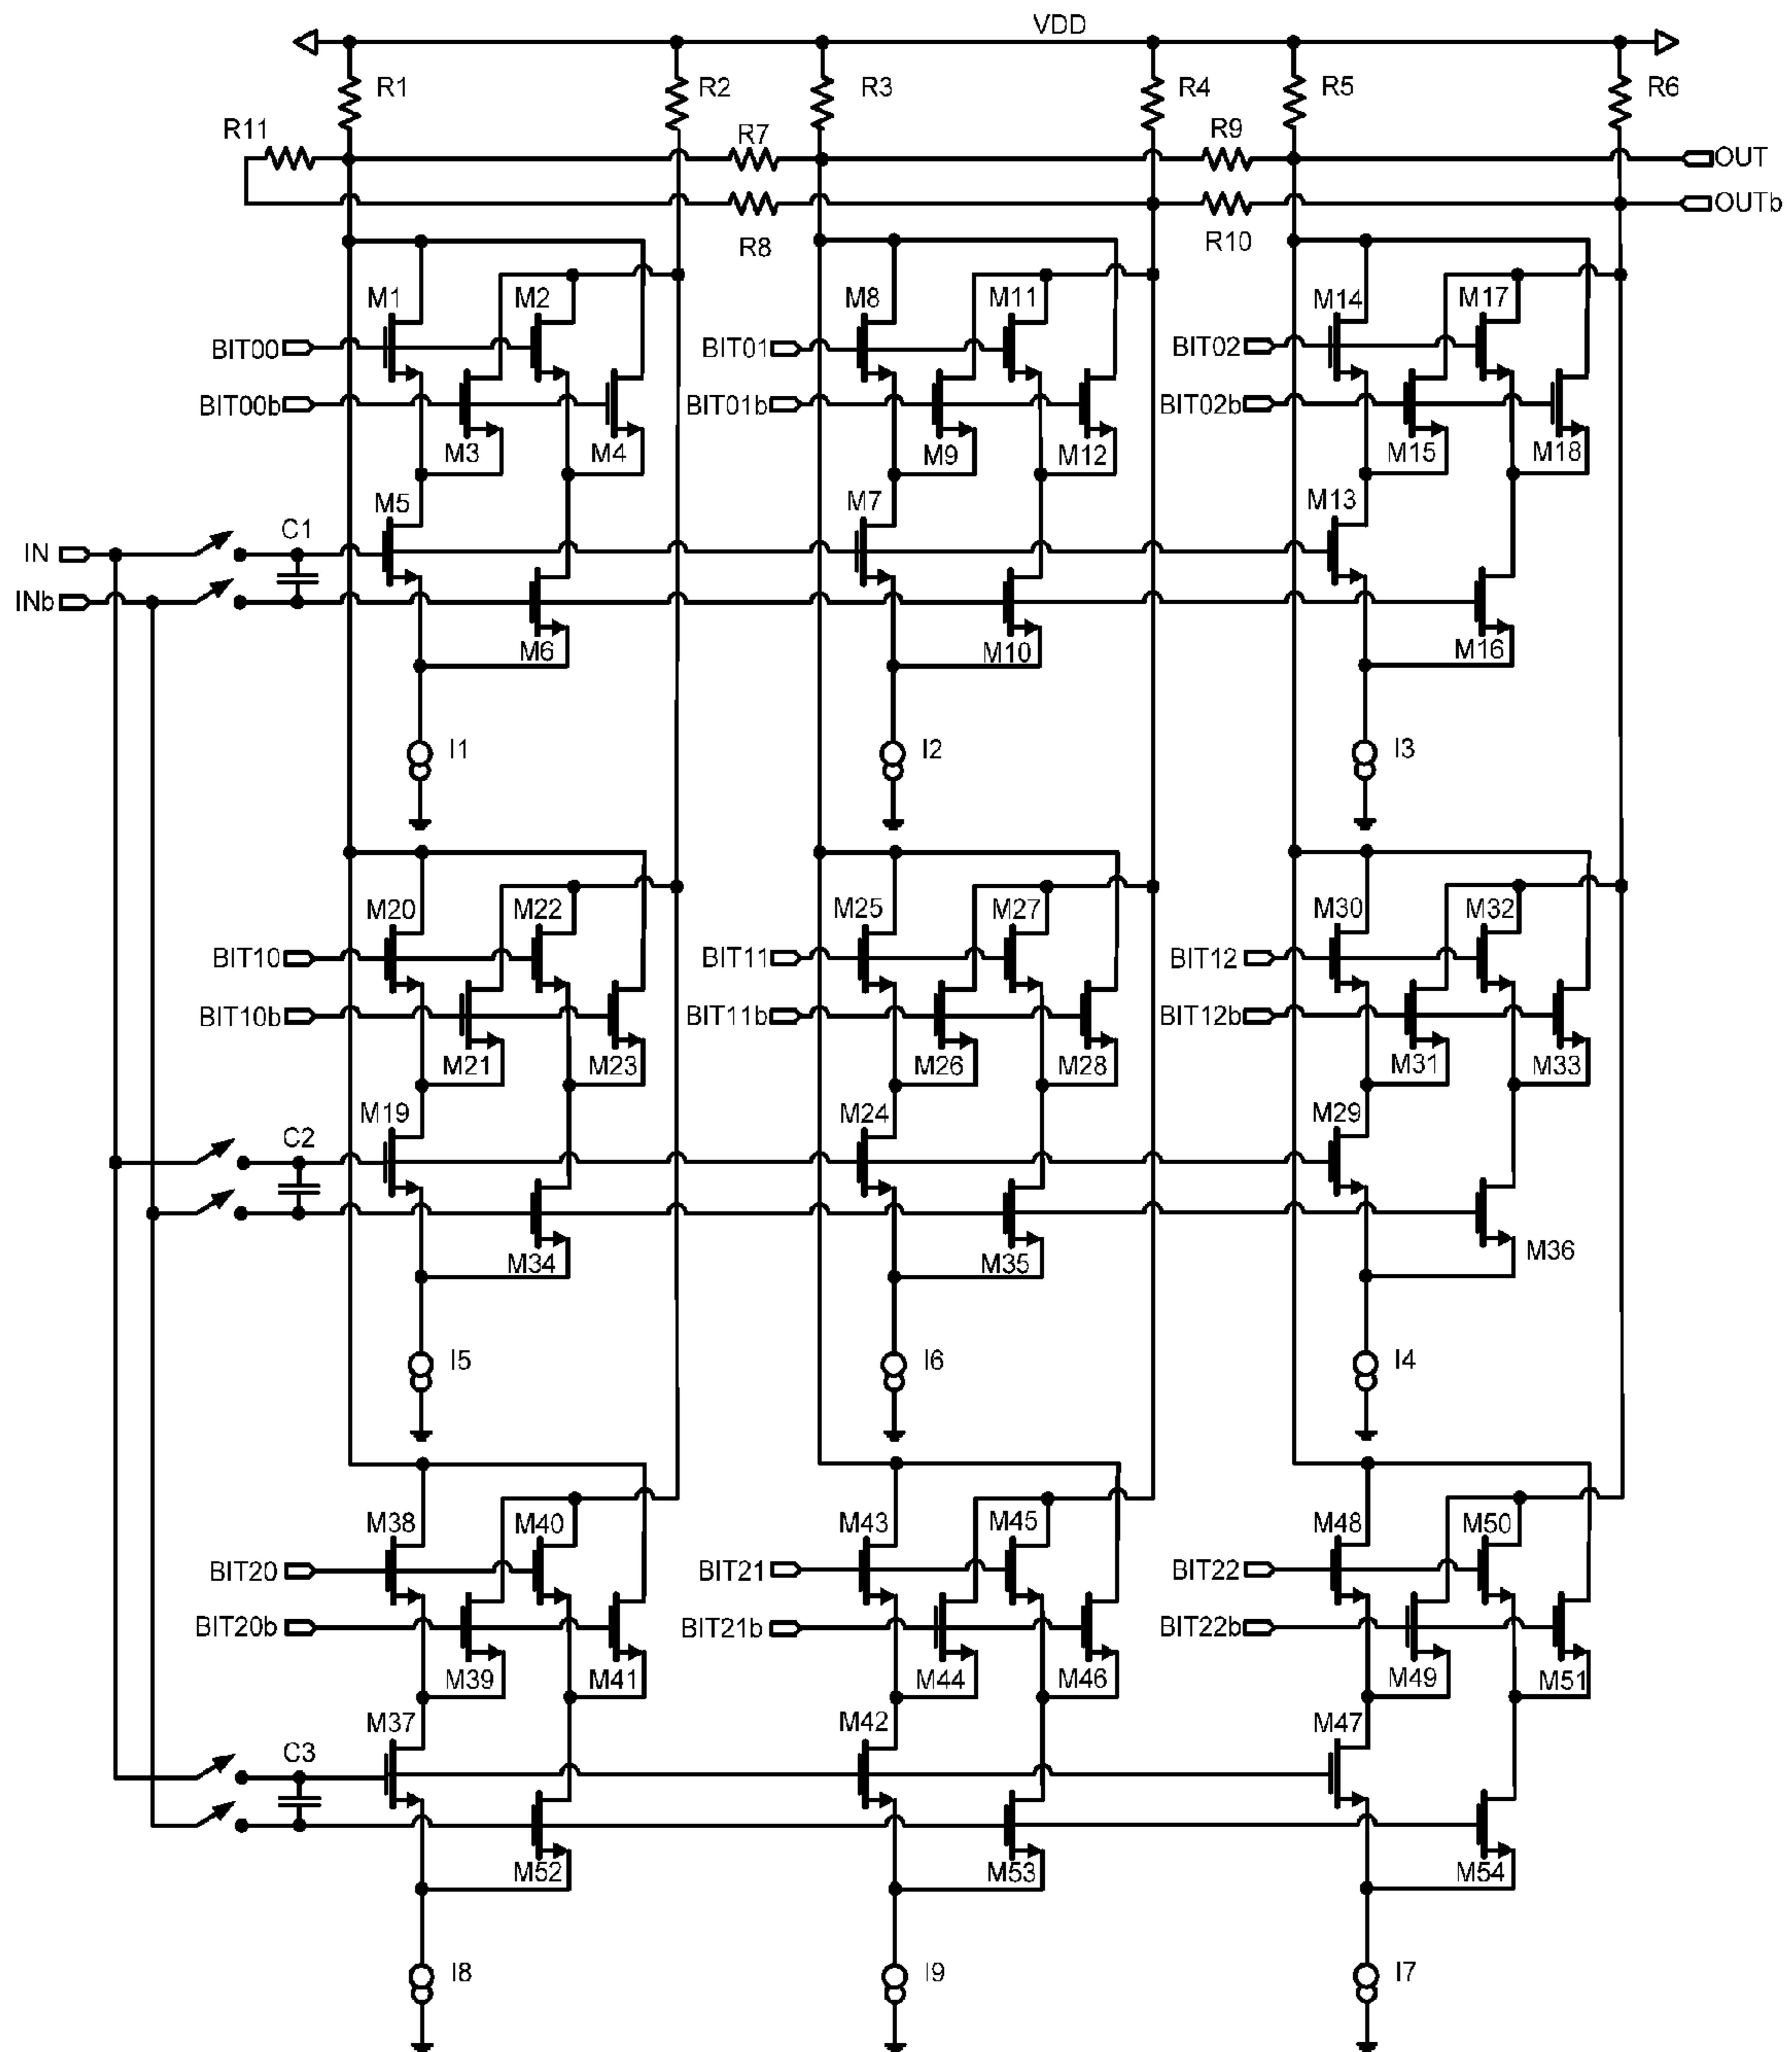 VDD
R1 R2 R3 R4 R5 R6
R11 R7 R9
OUT
OUTb
R8 R10
M1 M2 M8 M11 M14 M17
BIT00 BIT01 BIT02
BIT00b BIT01b BIT02b
M3 M4 M9 M12 M15 M18
M5 M7 M13
C1
IN
INb
M6 M10 M16
I1 I2 I3
M20 M22 M25 M27 M30 M32
BIT10 BIT11 BIT12
BIT10b BIT11b BIT12b
M21 M23 M26 M28 M31 M33
M19 M24 M29
C2
M34 M35 M36
I5 I6 I4
M38 M40 M43 M45 M48 M50
BIT20 BIT21 BIT22
BIT20b BIT21b BIT22b
M39 M41 M44 M46 M49 M51
M37 M42 M47
C3
M52 M53 M54
I8 I9 I7